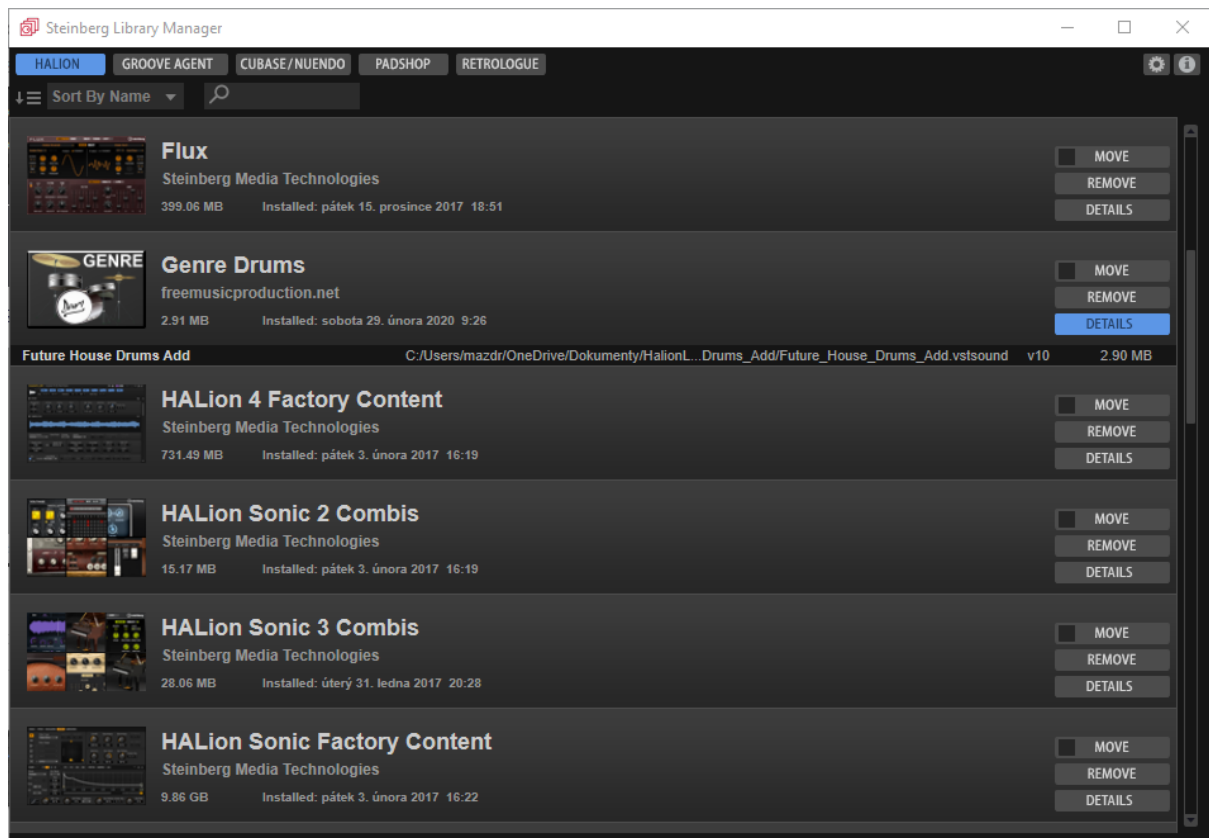 Steinberg Library Manager
HALION GROOVE AGENT CUBASE/NUENDO PADSHOP RETROLOGUE
Sort By Name
Flux
Steinberg Media Technologies
399.06 MB Installed: pátek 15. prosince 2017 18:51
MOVE
REMOVE
DETAILS
GENRE
Genre Drums
freemusicproduction.net
2.91 MB Installed: sobota 29. února 2020 9:26
MOVE
REMOVE
DETAILS
Future House Drums Add C:/Users/mazdr/OneDrive/Dokumenty/HalionL...Drums_Add/Future_House_Drums_Add.vstsound v10 2.90 MB
HALion 4 Factory Content
Steinberg Media Technologies
731.49 MB Installed: pátek 3. února 2017 16:19
MOVE
REMOVE
DETAILS
HALion Sonic 2 Combis
Steinberg Media Technologies
15.17 MB Installed: pátek 3. února 2017 16:19
MOVE
REMOVE
DETAILS
HALion Sonic 3 Combis
Steinberg Media Technologies
28.06 MB Installed: úterý 31. ledna 2017 20:28
MOVE
REMOVE
DETAILS
HALion Sonic Factory Content
Steinberg Media Technologies
9.86 GB Installed: pátek 3. února 2017 16:22
MOVE
REMOVE
DETAILS